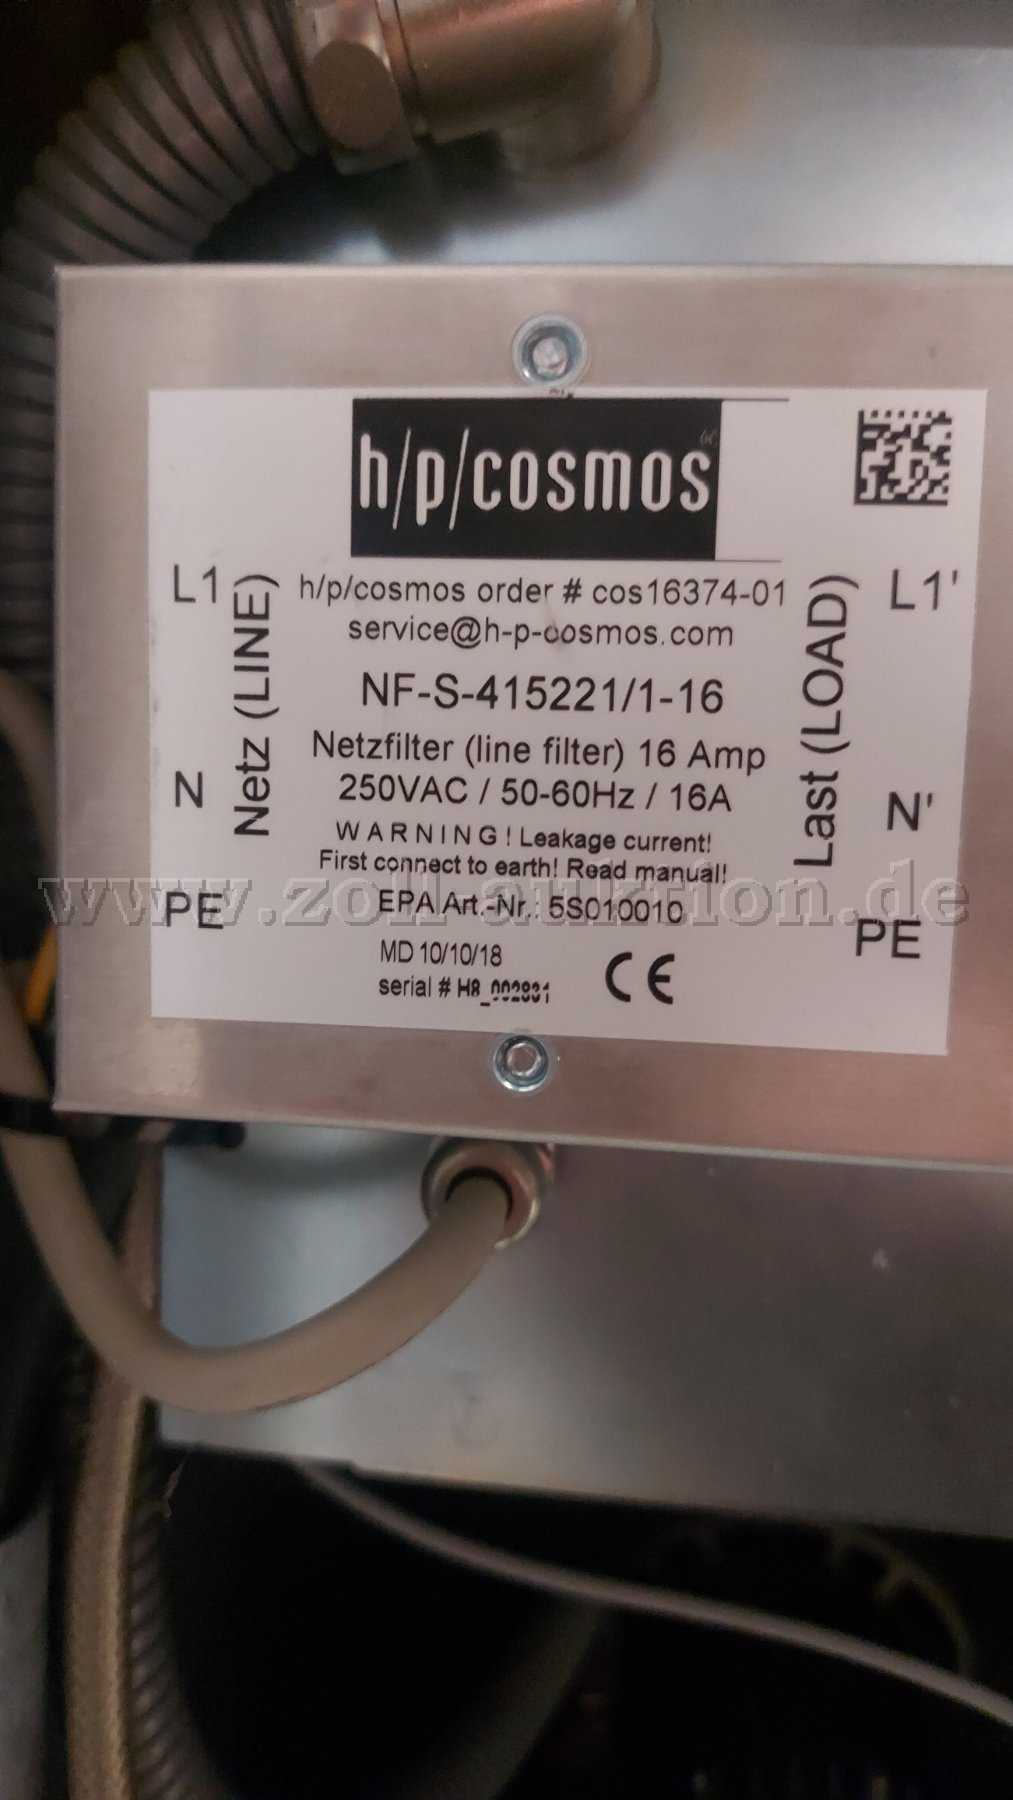 h/p/cosmos
L1
Netz (LINE)
N
PE
h/p/cosmos order # cos16374-01
service@h-p-cosmos.com
NF-S-415221/1-16
Netzfilter (line filter) 16 Amp
250VAC / 50-60Hz / 16A
WARNING! Leakage current!
First connect to earth! Read manual!
EPA Art.-Nr.: 5S010010
MD 10/10/18
serial # H8_002831
CE
Last (LOAD)
L1'
N'
PE
www.zoll-auktion.de